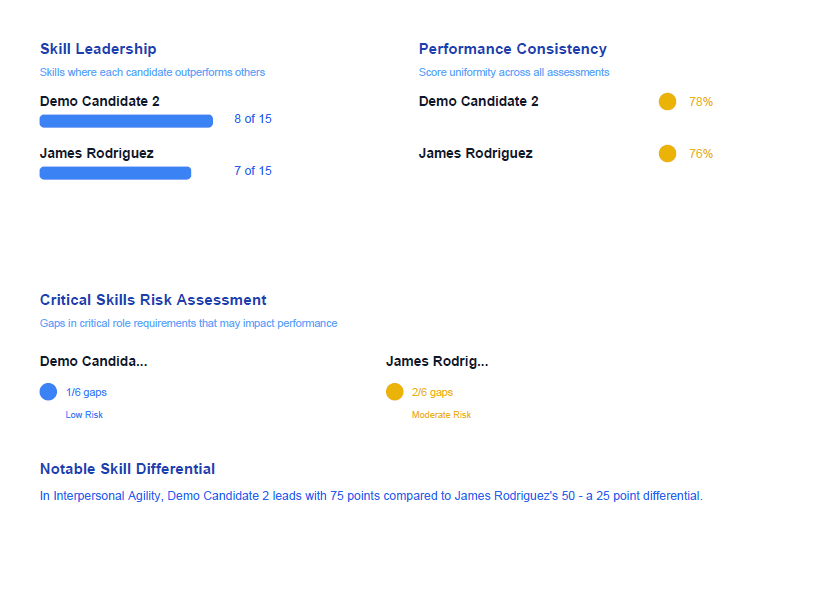 Skill Leadership
Skills where each candidate outperforms others
Demo Candidate 2
8 of 15
James Rodriguez
7 of 15
Performance Consistency
Score uniformity across all assessments
Demo Candidate 2
78%
James Rodriguez
76%
Critical Skills Risk Assessment
Gaps in critical role requirements that may impact performance
Demo Candida...
1/6 gaps
Low Risk
James Rodrig...
2/6 gaps
Moderate Risk
Notable Skill Differential
In Interpersonal Agility, Demo Candidate 2 leads with 75 points compared to James Rodriguez's 50 - a 25 point differential.